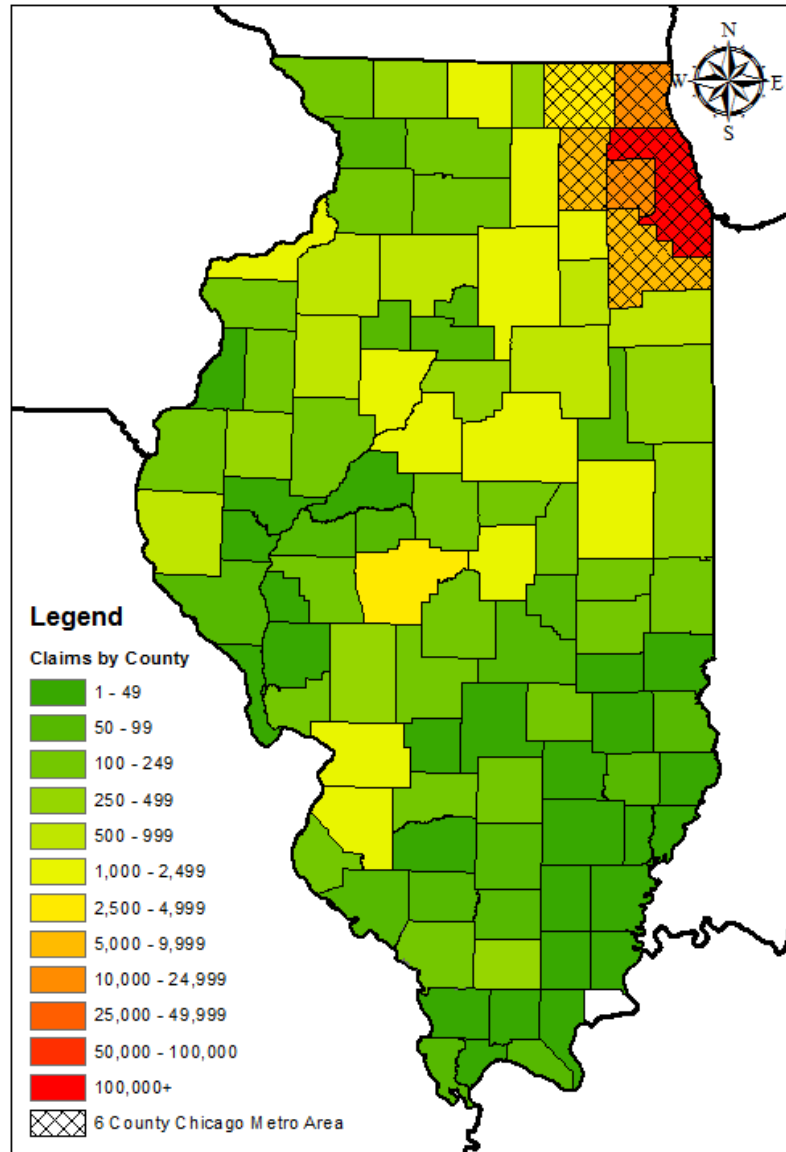 N
W
E
S
Legend
Claims by County
1 - 49
50 - 99
100 - 249
250 - 499
500 - 999
1,000 - 2,499
2,500 - 4,999
5,000 - 9,999
10,000 - 24,999
25,000 - 49,999
50,000 - 100,000
100,000+
6 County Chicago Metro Area